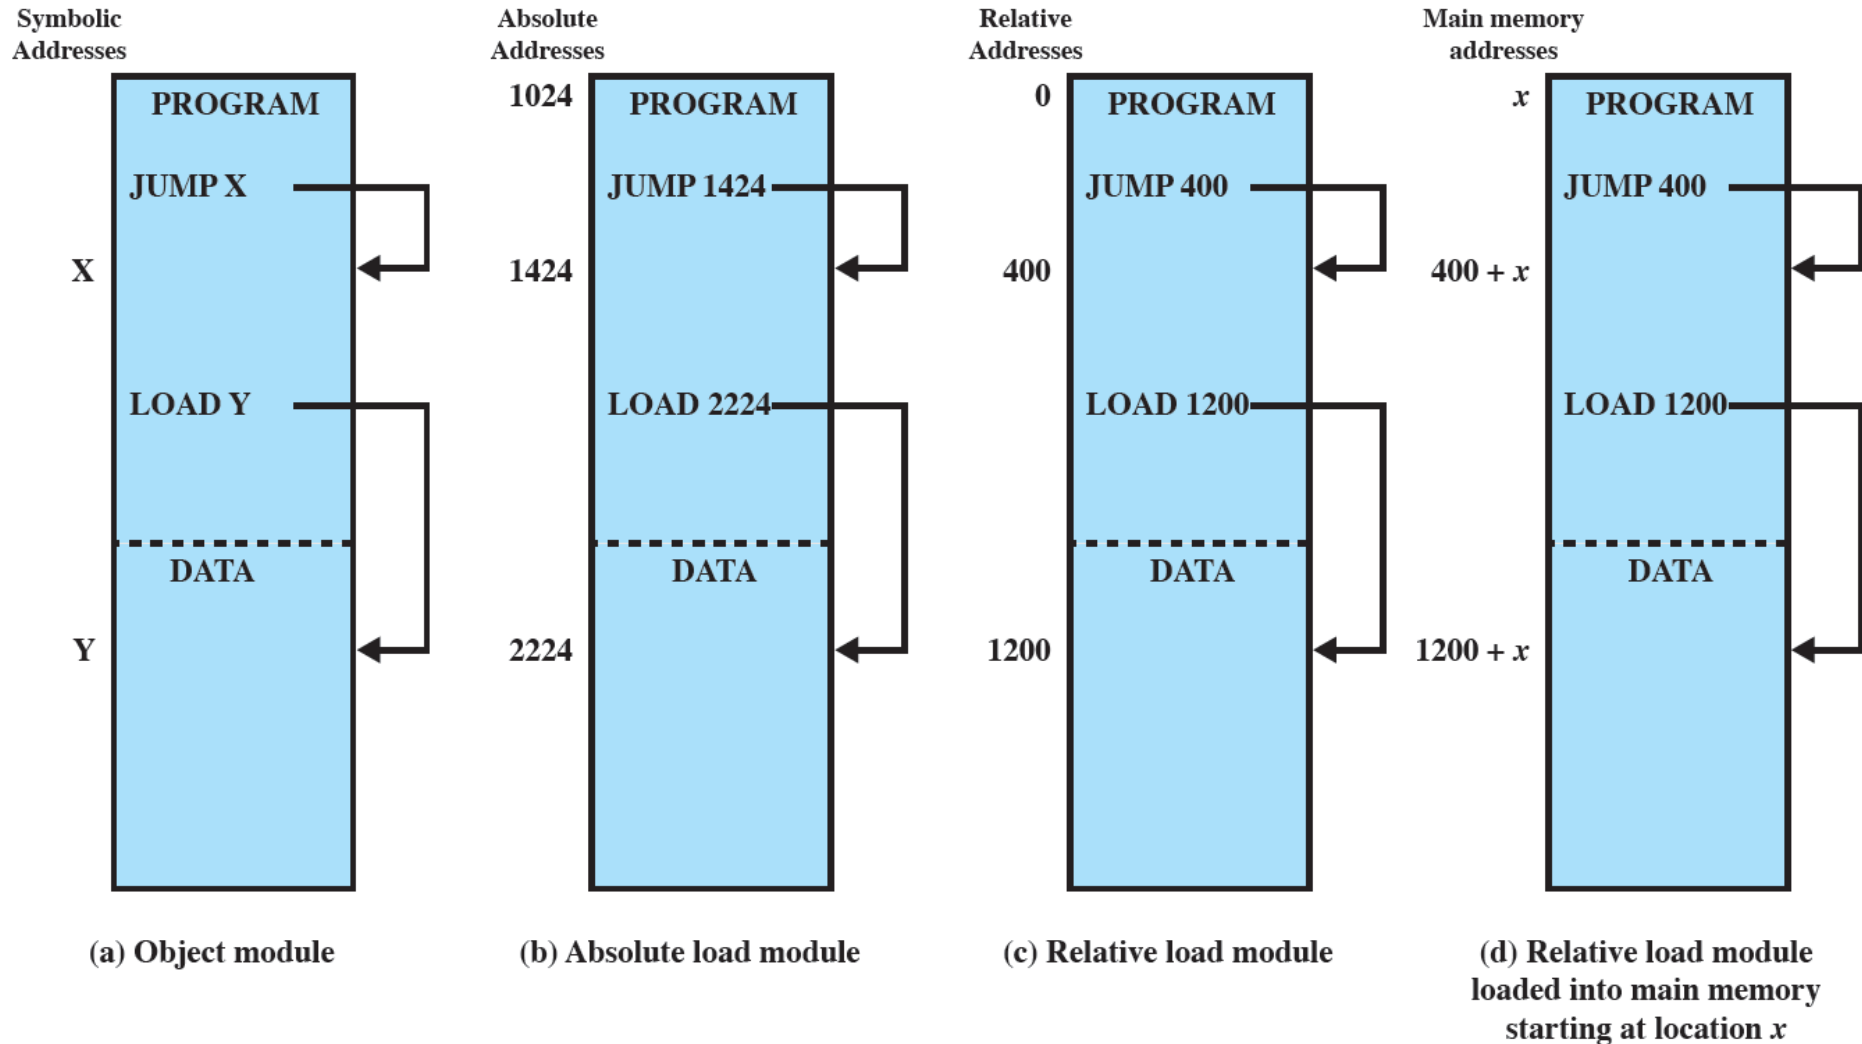 Symbolic
Addresses
PROGRAM
JUMP X
X
LOAD Y
DATA
Y
(a) Object module
Absolute
Addresses
1024
PROGRAM
JUMP 1424
1424
LOAD 2224
DATA
2224
(b) Absolute load module
Relative
Addresses
0
PROGRAM
JUMP 400
400
LOAD 1200
DATA
1200
(c) Relative load module
Main memory
addresses
x
PROGRAM
JUMP 400
400 + x
LOAD 1200
DATA
1200 + x
(d) Relative load module
loaded into main memory
starting at location x